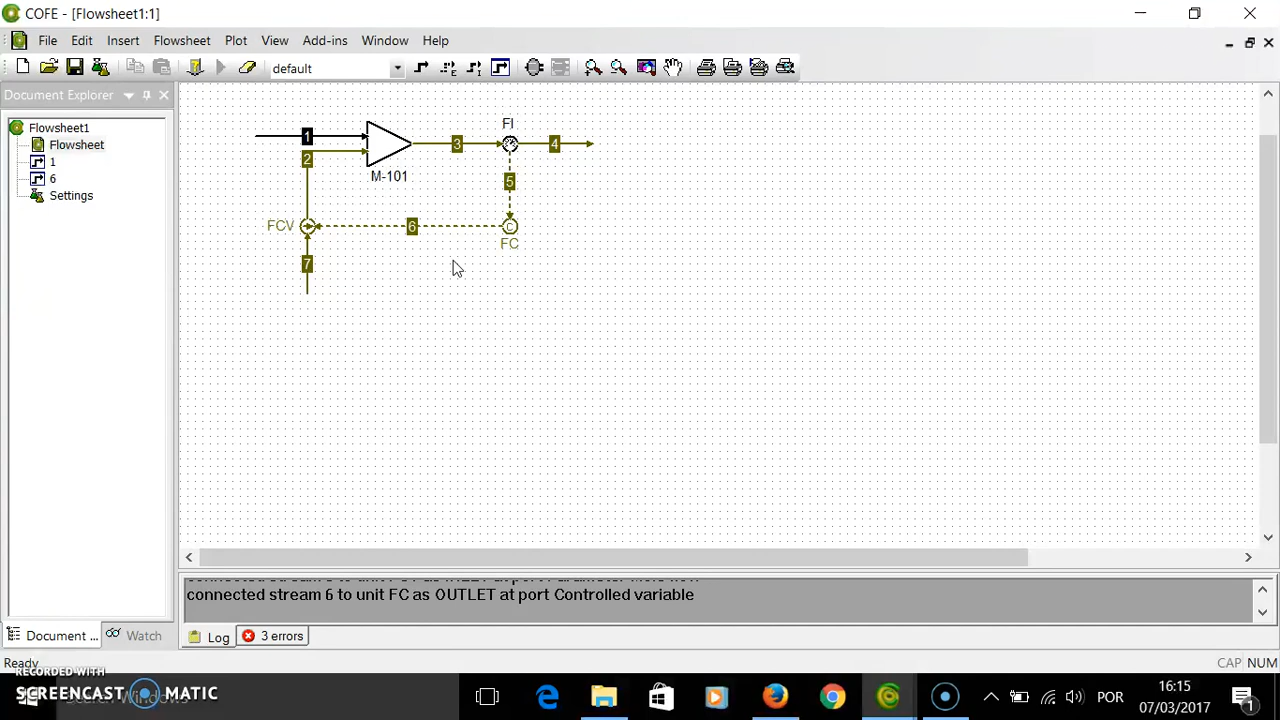 COFE - [Flowsheet1:1]
File Edit Insert Flowsheet Plot View Add-ins Window Help
default
Document Explorer
Flowsheet1
Flowsheet
1
6
Settings
FI
1
3
4
2
M-101
5
FCV
6
C
FC
7
connected stream 6 to unit FC as OUTLET at port Controlled variable
Document ... Watch
Log 3 errors
Ready
CAP NUM
RECORDED WITH
SCREENCAST MATIC
Search Windows
POR
16:15
07/03/2017
1